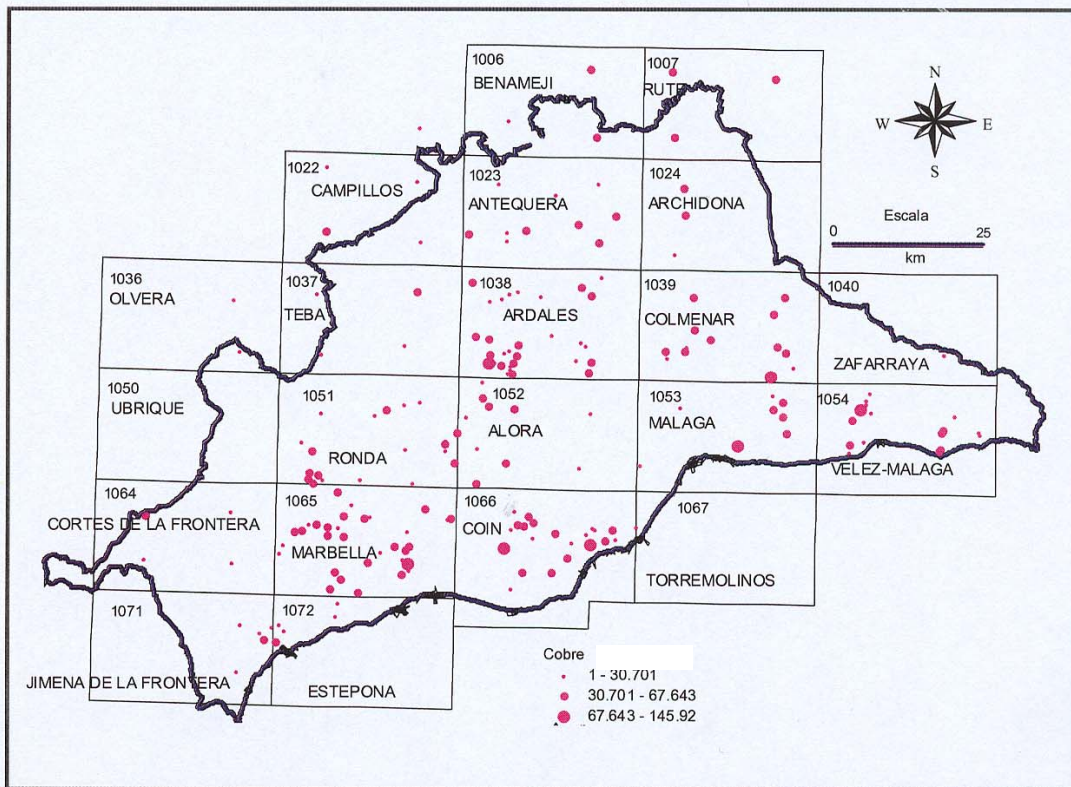 1006
BENAMEJI
1007
RUTE
N
W
E
S
1022
CAMPILLOS
1023
ANTEQUERA
1024
ARCHIDONA
Escala
0
25
km
1036
OLVERA
1037
TEBA
1038
ARDALES
1039
COLMENAR
1040
ZAFARRAYA
1050
UBRIQUE
1051
RONDA
1052
ALORA
1053
MALAGA
1054
VELEZ-MALAGA
1064
CORTES DE LA FRONTERA
1065
MARBELLA
1066
COIN
1067
TORREMOLINOS
1071
JIMENA DE LA FRONTERA
1072
ESTEPONA
Cobre
1 - 30.701
30.701 - 67.643
67.643 - 145.92